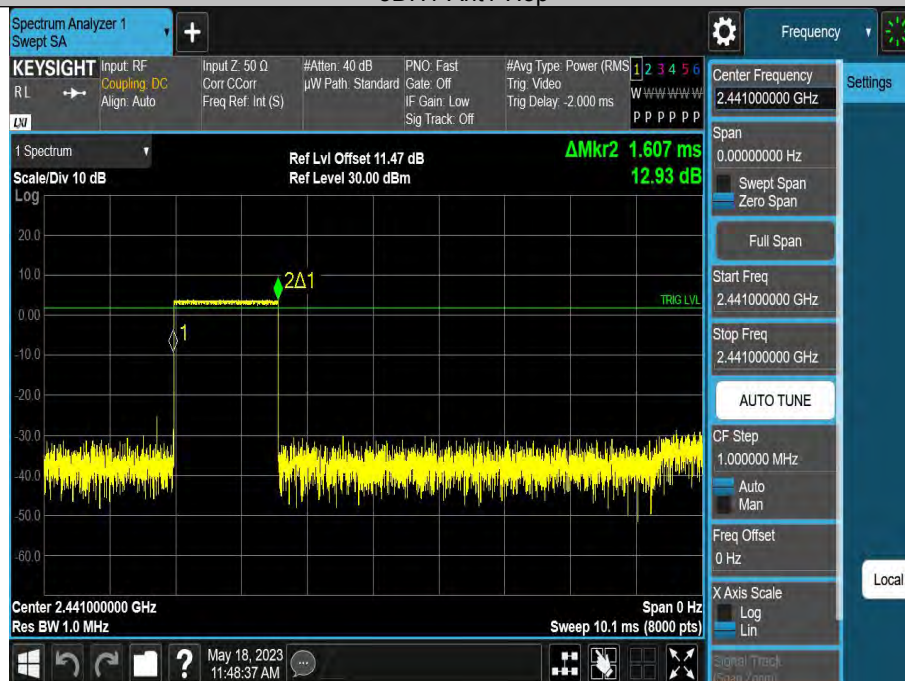 Spectrum Analyzer 1
Swept SA
+
Frequency
KEYSIGHT
RL
LXI
Input: RF
Coupling: DC
Align: Auto
Input Z: 50 Ω
Corr CCorr
Freq Ref: Int (S)
#Atten: 40 dB
µW Path: Standard
PNO: Fast
Gate: Off
IF Gain: Low
Sig Track: Off
#Avg Type: Power (RMS
Trig: Video
Trig Delay: -2.000 ms
1 2 3 4 5 6
W W W W W W
P P P P P P
1 Spectrum
Scale/Div 10 dB
Log
Ref Lvl Offset 11.47 dB
Ref Level 30.00 dBm
ΔMkr2 1.607 ms
12.93 dB
20.0
10.0
0.00
-10.0
-20.0
-30.0
-40.0
-50.0
-60.0
2Δ1
1
TRIG LVL
Center 2.441000000 GHz
Res BW 1.0 MHz
Span 0 Hz
Sweep 10.1 ms (8000 pts)
Center Frequency
2.441000000 GHz
Settings
Span
0.00000000 Hz
Swept Span
Zero Span
Full Span
Start Freq
2.441000000 GHz
Stop Freq
2.441000000 GHz
AUTO TUNE
CF Step
1.000000 MHz
Auto
Man
Freq Offset
0 Hz
X Axis Scale
Log
Lin
Local
Signal Track
(Span Zoom)
?
May 18, 2023
11:48:37 AM